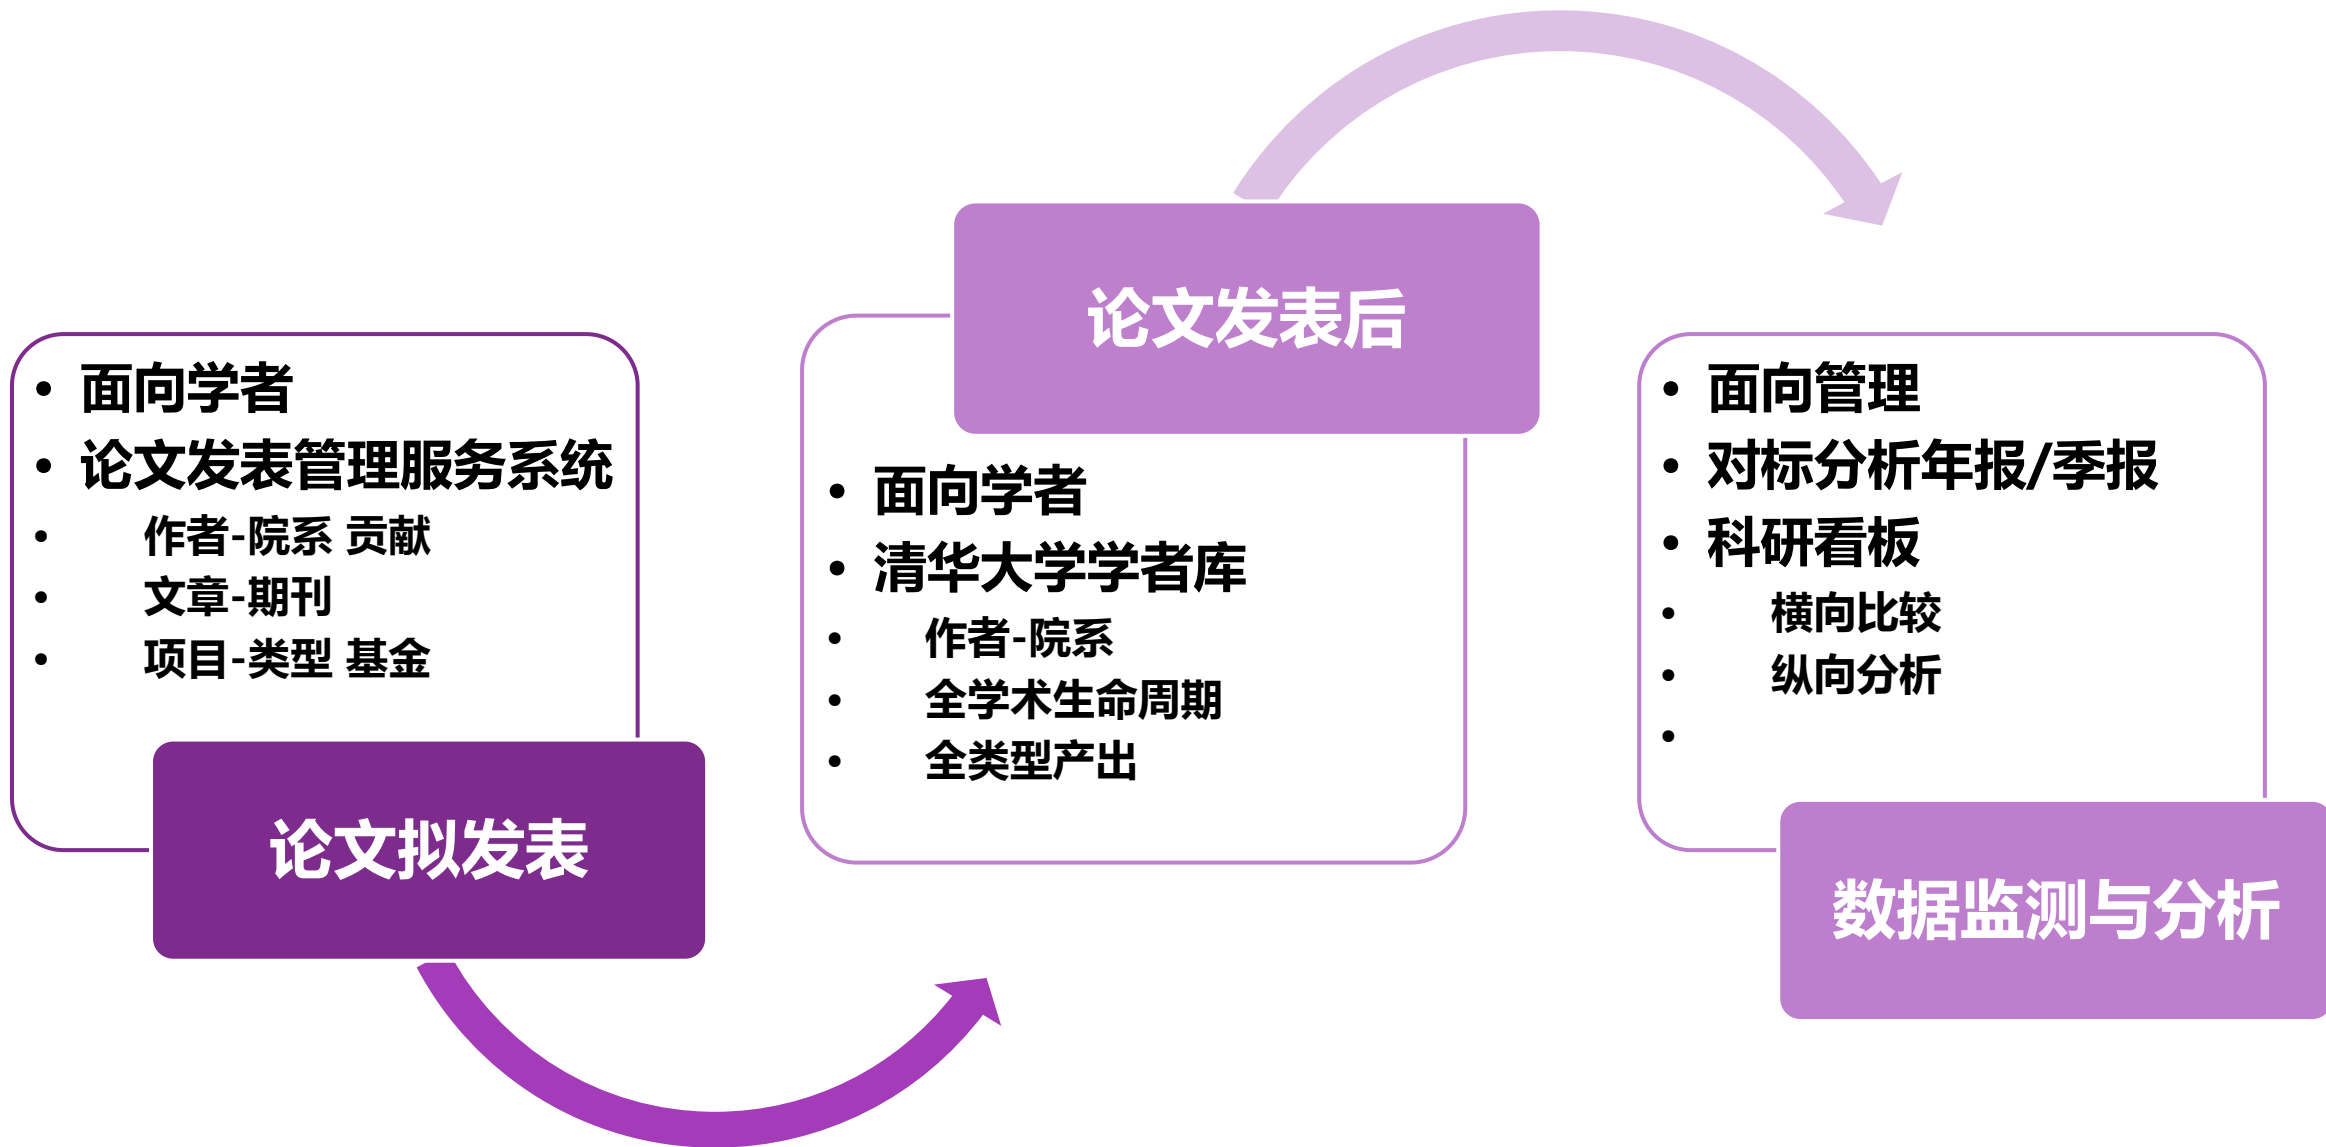 • 面向学者
• 论文发表管理服务系统
• 作者-院系 贡献
• 文章-期刊
• 项目-类型 基金
论文拟发表
论文发表后
• 面向学者
• 清华大学学者库
• 作者-院系
• 全学术生命周期
• 全类型产出
• 面向管理
• 对标分析年报/季报
• 科研看板
• 横向比较
• 纵向分析
•
数据监测与分析